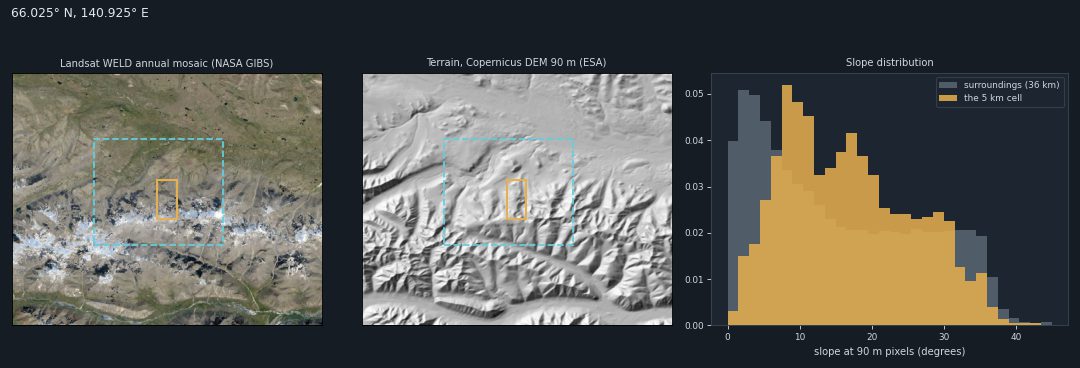 66.025° N, 140.925° E
Landsat WELD annual mosaic (NASA GIBS)
Terrain, Copernicus DEM 90 m (ESA)
Slope distribution
surroundings (36 km)
the 5 km cell
0.05
0.04
0.03
0.02
0.01
0.00
0 10 20 30 40
slope at 90 m pixels (degrees)